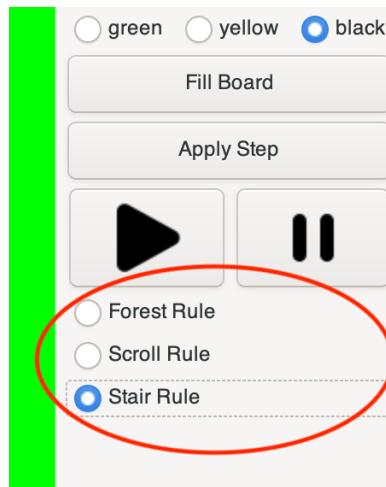 green yellow black
Fill Board
Apply Step
Forest Rule
Scroll Rule
Stair Rule